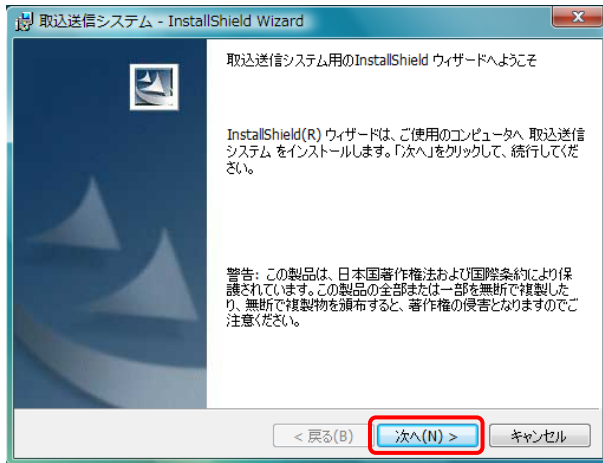 取込送信システム - InstallShield Wizard
取込送信システム用のInstallShield ウィザードへようこそ
InstallShield(R) ウィザードは、ご使用のコンピュータへ 取込送信
システム をインストールします。「次へ」をクリックして、続行してくだ
さい。
警告: この製品は、日本国著作権法および国際条約により保
護されています。この製品の全部または一部を無断で複製した
り、無断で複製物を頒布すると、著作権の侵害となりますのでご
注意ください。
< 戻る(B) 次へ(N) > キャンセル